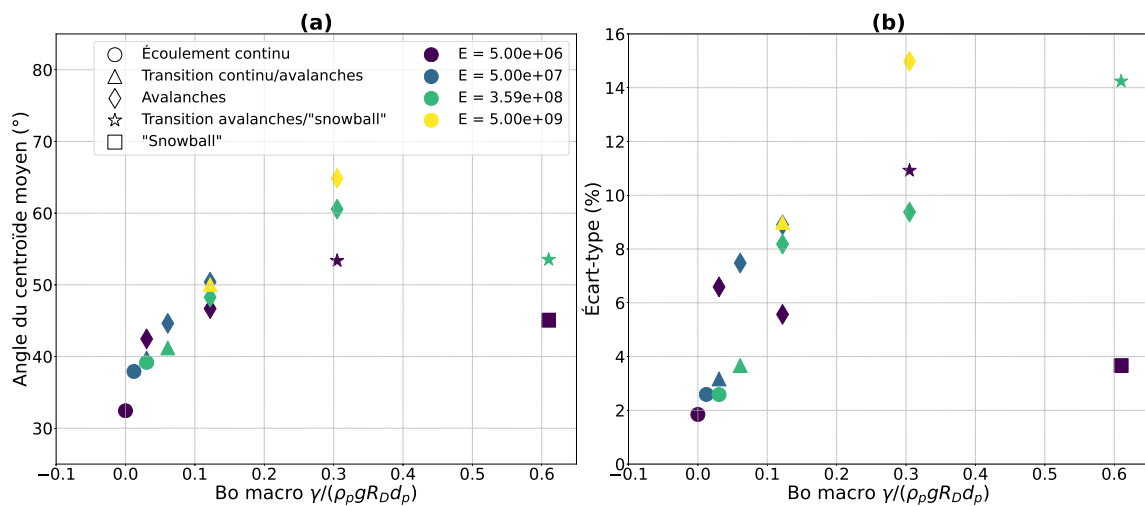 (a)
Écoulement continu
Transition continu/avalanches
Avalanches
Transition avalanches/"snowball"
"Snowball"
E = 5.00e+06
E = 5.00e+07
E = 3.59e+08
E = 5.00e+09
Angle du centroïde moyen (°)
80
70
60
50
40
30
−0.1 0.0 0.1 0.2 0.3 0.4 0.5 0.6
Bo macro γ/(ρ_pgR_Dd_p)
(b)
Écart-type (%)
16
14
12
10
8
6
4
2
0
−0.1 0.0 0.1 0.2 0.3 0.4 0.5 0.6
Bo macro γ/(ρ_pgR_Dd_p)